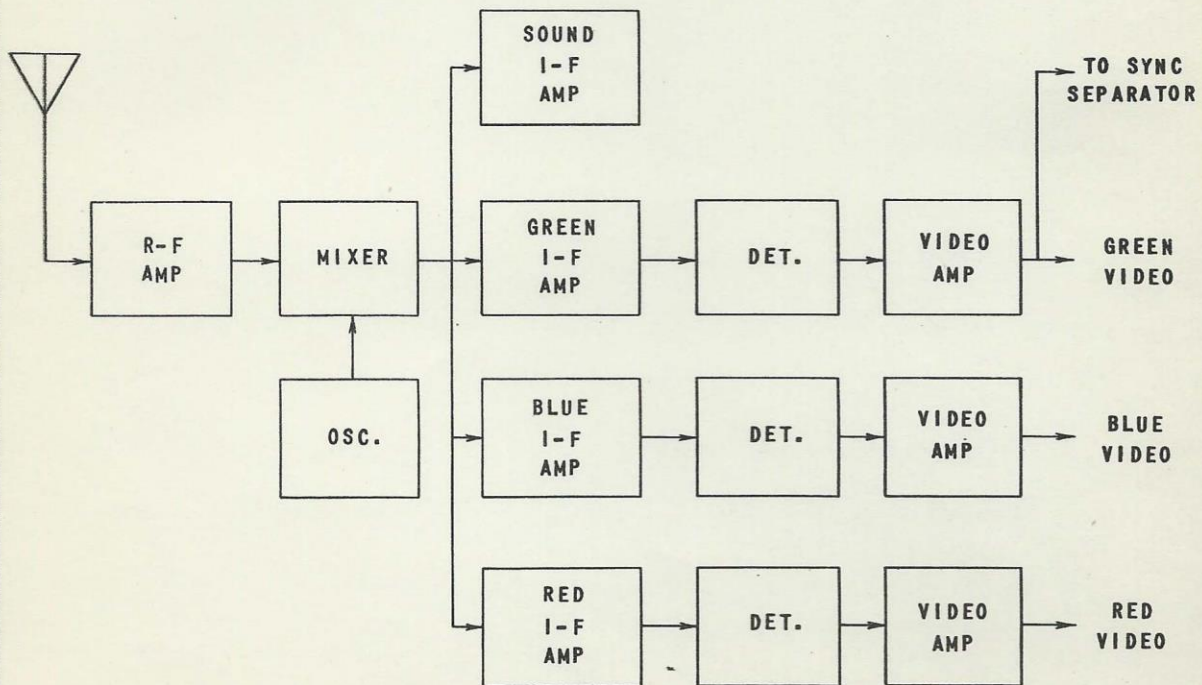 SOUND
I-F
AMP
TO SYNC
SEPARATOR
R-F
AMP
MIXER
GREEN
I-F
AMP
DET.
VIDEO
AMP
GREEN
VIDEO
OSC.
BLUE
I-F
AMP
DET.
VIDEO
AMP
BLUE
VIDEO
RED
I-F
AMP
DET.
VIDEO
AMP
RED
VIDEO